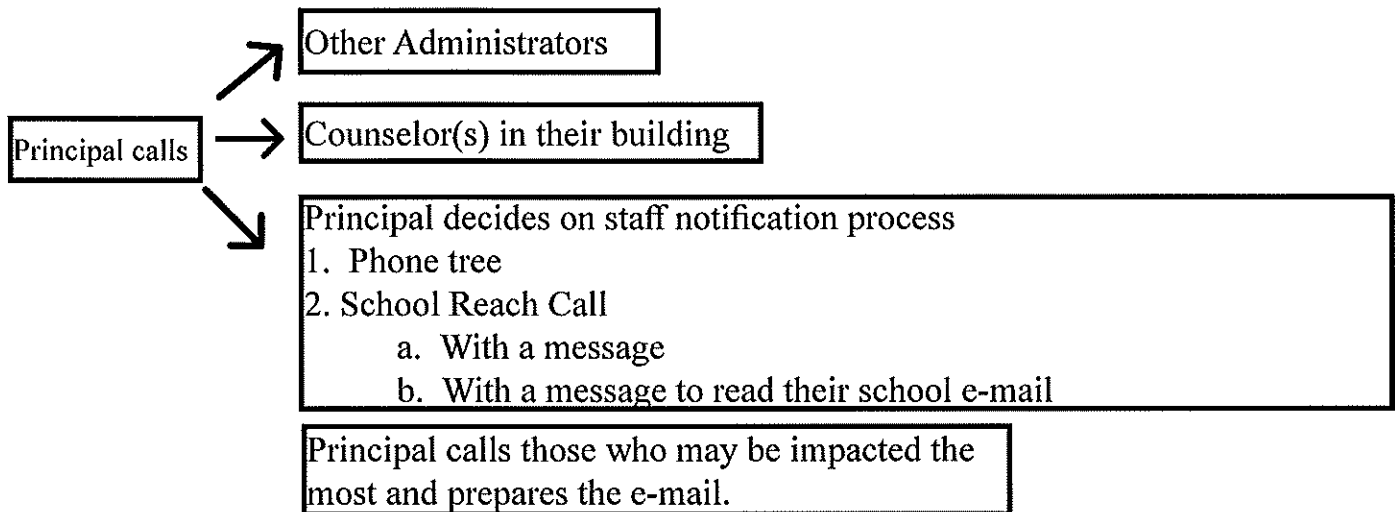 Other Administrators
Principal calls
Counselor(s) in their building
Principal decides on staff notification process
1. Phone tree
2. School Reach Call
a. With a message
b. With a message to read their school e-mail
Principal calls those who may be impacted the
most and prepares the e-mail.